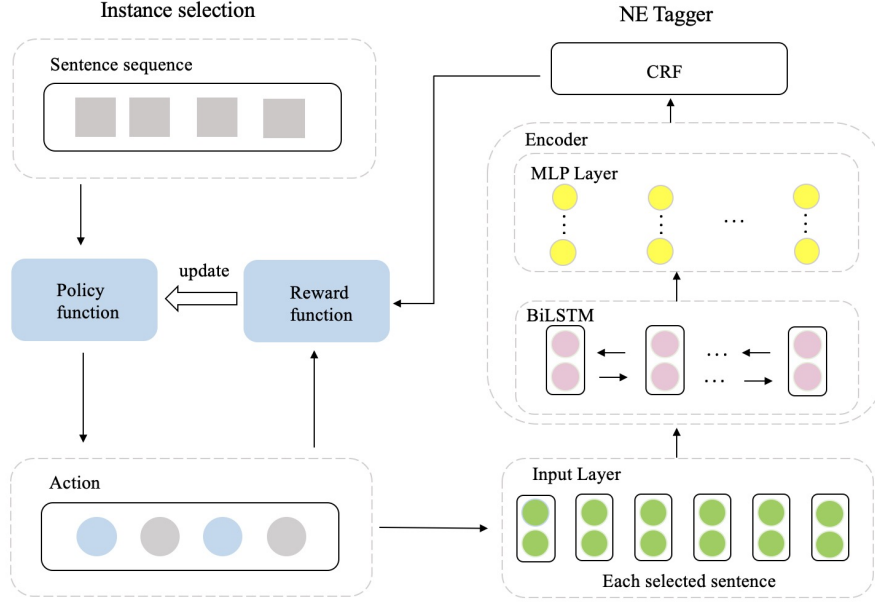 Instance selection
Sentence sequence
Policy
function
update
Reward
function
Action
NE Tagger
CRF
Encoder
MLP Layer
...
BiLSTM
...
...
Input Layer
Each selected sentence